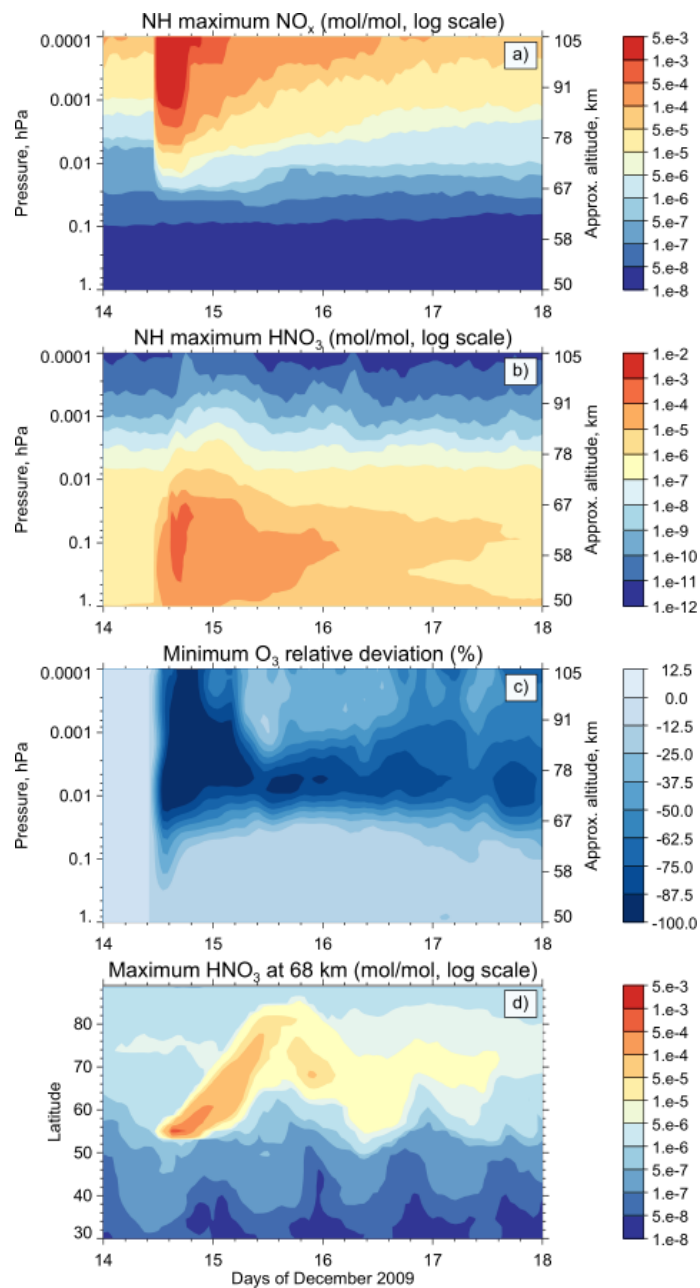 NH maximum NOₓ (mol/mol, log scale)
a)
0.0001
0.001
0.01
0.1
1.
Pressure, hPa
105
91
78
67
58
50
Approx. altitude, km
14 15 16 17 18
5.e-3
1.e-3
5.e-4
1.e-4
5.e-5
1.e-5
5.e-6
1.e-6
5.e-7
1.e-7
5.e-8
1.e-8
NH maximum HNO₃ (mol/mol, log scale)
b)
0.0001
0.001
0.01
0.1
1.
Pressure, hPa
105
91
78
67
58
50
Approx. altitude, km
14 15 16 17 18
1.e-2
1.e-3
1.e-4
1.e-5
1.e-6
1.e-7
1.e-8
1.e-9
1.e-10
1.e-11
1.e-12
Minimum O₃ relative deviation (%)
c)
0.0001
0.001
0.01
0.1
1.
Pressure, hPa
105
91
78
67
58
50
Approx. altitude, km
14 15 16 17 18
12.5
0.0
-12.5
-25.0
-37.5
-50.0
-62.5
-75.0
-87.5
-100.0
Maximum HNO₃ at 68 km (mol/mol, log scale)
d)
80
70
60
50
40
30
Latitude
14 15 16 17 18
Days of December 2009
5.e-3
1.e-3
5.e-4
1.e-4
5.e-5
1.e-5
5.e-6
1.e-6
5.e-7
1.e-7
5.e-8
1.e-8